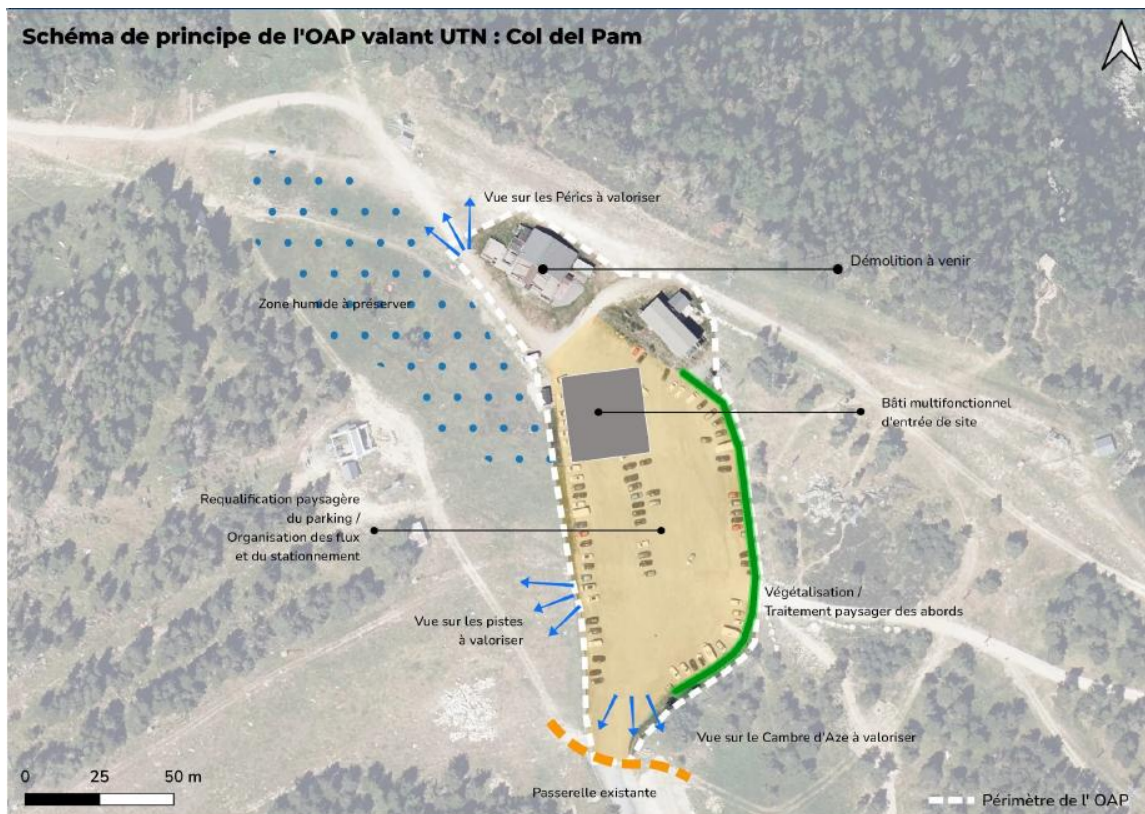 Schéma de principe de l'OAP valant UTN : Col del Pam
Vue sur les Pérics à valoriser
Démolition à venir
Zone humide à préserver
Bâti multifonctionnel
d'entrée de site
Requalification paysagère
du parking /
Organisation des flux
et du stationnement
Végétalisation /
Traitement paysager des abords
Vue sur les pistes
à valoriser
Vue sur le Cambre d'Aze à valoriser
0 25 50 m
Passerelle existante
Périmètre de l' OAP